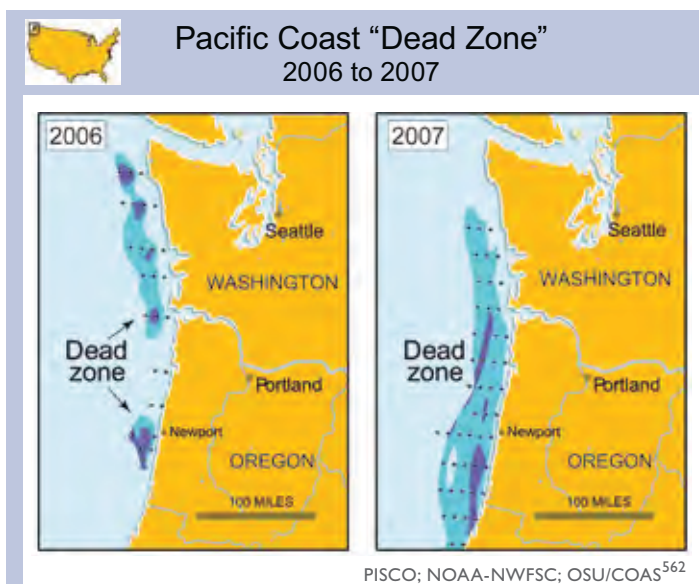 Pacific Coast “Dead Zone”
2006 to 2007
2006
Seattle
WASHINGTON
Dead
zone
Portland
Newport
OREGON
100 MILES
2007
Seattle
WASHINGTON
Dead
zone
Portland
Newport
OREGON
100 MILES
PISCO; NOAA-NWFSC; OSU/COAS562